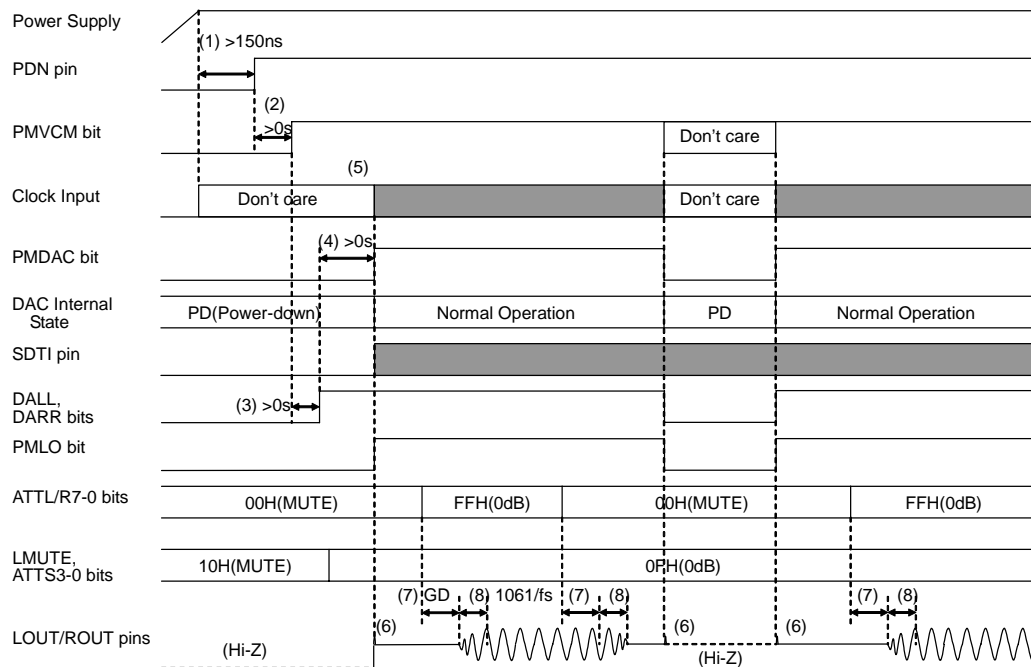 Power Supply
(1) >150ns
PDN pin
(2)
PMVCM bit
>0s
Don't care
(5)
Clock Input
Don't care
Don't care
(4) >0s
PMDAC bit
DAC Internal
State
PD(Power-down)
Normal Operation
PD
Normal Operation
SDTI pin
DALL,
DARR bits
(3) >0s
PMLO bit
ATTL/R7-0 bits
00H(MUTE)
FFH(0dB)
00H(MUTE)
FFH(0dB)
LMUTE,
ATTS3-0 bits
10H(MUTE)
0FH(0dB)
(7) GD (8) 1061/fs (7) (8) (7) (8)
LOUT/ROUT pins
(6) (6) (6)
(Hi-Z) (Hi-Z)